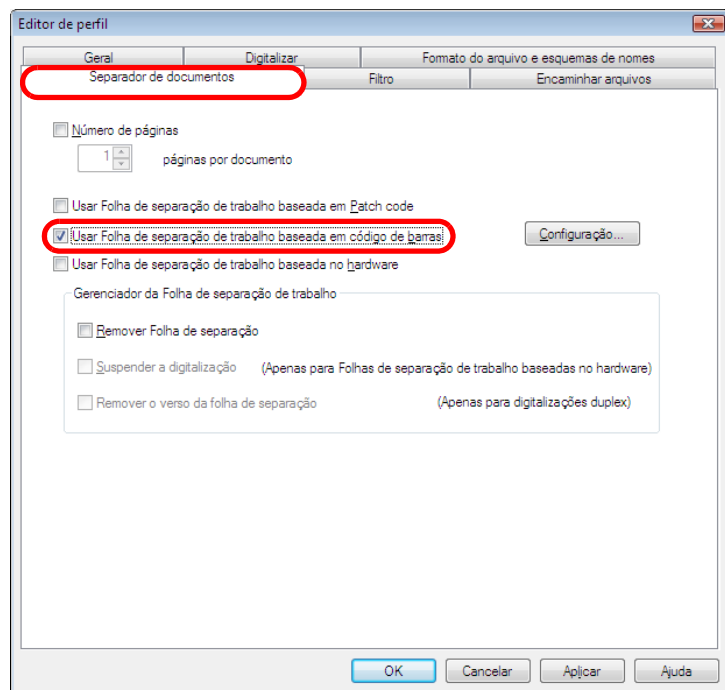 Editor de perfil
Geral Digitalizar Formato do arquivo e esquemas de nomes
Separador de documentos Filtro Encaminhar arquivos
Número de páginas
1 páginas por documento
Usar Folha de separação de trabalho baseada em Patch code
Usar Folha de separação de trabalho baseada em código de barras Configuração...
Usar Folha de separação de trabalho baseada no hardware
Gerenciador da Folha de separação de trabalho
Remover Folha de separação
Suspender a digitalização (Apenas para Folhas de separação de trabalho baseadas no hardware)
Remover o verso da folha de separação (Apenas para digitalizações duplex)
OK Cancelar Aplicar Ajuda